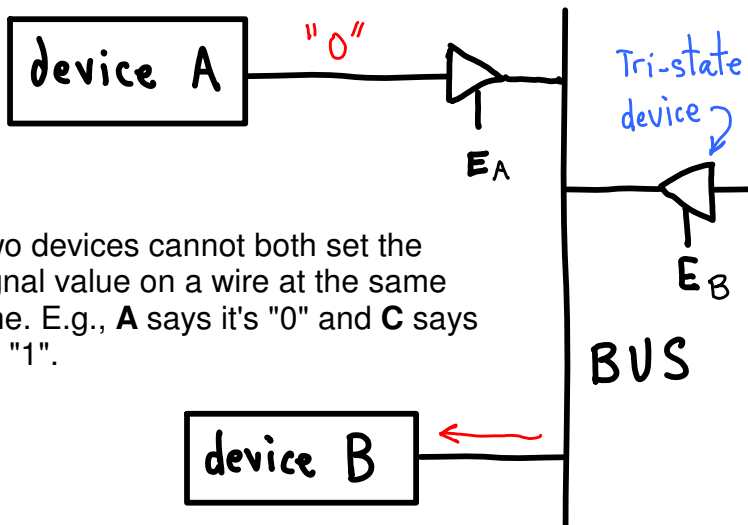 device A
"0"
Tri-state
device
EA
EB
wo devices cannot both set the
gnal value on a wire at the same
ne. E.g., A says it's "0" and C says
"1".
BUS
device B